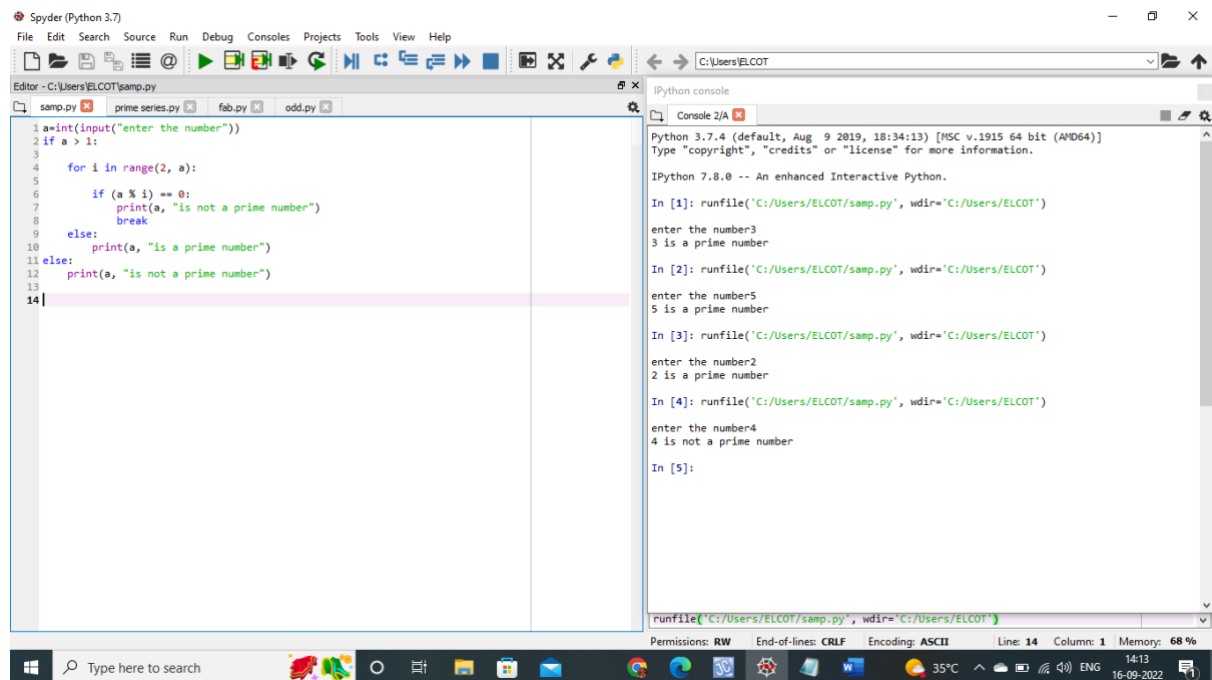 Spyder (Python 3.7)
File Edit Search Source Run Debug Consoles Projects Tools View Help
C:\Users\ELCOT
Editor - C:\Users\ELCOT\samp.py
samp.py prime series.py fab.py odd.py
1 a=int(input("enter the number"))
2 if a > 1:
3
4     for i in range(2, a):
5
6         if (a % i) == 0:
7             print(a, "is not a prime number")
8             break
9     else:
10         print(a, "is a prime number")
11 else:
12     print(a, "is not a prime number")
13
14
IPython console
Console 2/A
Python 3.7.4 (default, Aug  9 2019, 18:34:13) [MSC v.1915 64 bit (AMD64)]
Type "copyright", "credits" or "license" for more information.
IPython 7.8.0 -- An enhanced Interactive Python.
In [1]: runfile('C:/Users/ELCOT/samp.py', wdir='C:/Users/ELCOT')
enter the number3
3 is a prime number
In [2]: runfile('C:/Users/ELCOT/samp.py', wdir='C:/Users/ELCOT')
enter the number5
5 is a prime number
In [3]: runfile('C:/Users/ELCOT/samp.py', wdir='C:/Users/ELCOT')
enter the number2
2 is a prime number
In [4]: runfile('C:/Users/ELCOT/samp.py', wdir='C:/Users/ELCOT')
enter the number4
4 is not a prime number
In [5]:
runfile('C:/Users/ELCOT/samp.py', wdir='C:/Users/ELCOT')
Permissions: RW End-of-lines: CRLF Encoding: ASCII Line: 14 Column: 1 Memory: 68 %
Type here to search
35°C ENG
14:13
16-09-2022